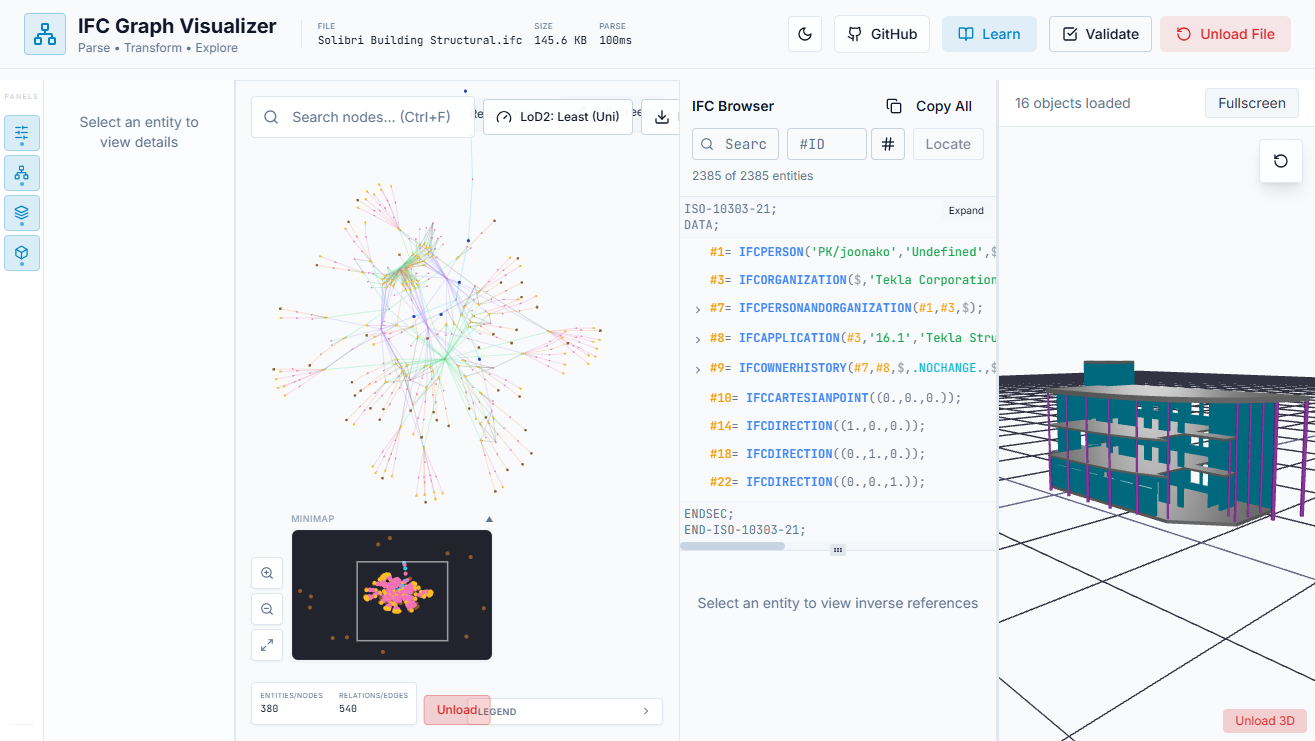 IFC Graph Visualizer
Parse • Transform • Explore
FILE
Solibri Building Structural.ifc
SIZE
145.6 KB
PARSE
100ms
GitHub
Learn
Validate
Unload File
PANELS
Select an entity to
view details
Search nodes... (Ctrl+F)
LoD2: Least (Uni)
IFC Browser
Copy All
Searc
#ID
#
Locate
2385 of 2385 entities
ISO-10303-21;
Expand
DATA;
#1= IFCPERSON('PK/joonako','Undefined',$
#3= IFCORGANIZATION($,'Tekla Corporation
#7= IFCPERSONANDORGANIZATION(#1,#3,$);
#8= IFCAPPLICATION(#3,'16.1','Tekla Stru
#9= IFCOWNERHISTORY(#7,#8,$,.NOCHANGE.,$
#10= IFCCARTESIANPOINT((0.,0.,0.));
#14= IFCDIRECTION((1.,0.,0.));
#18= IFCDIRECTION((0.,1.,0.));
#22= IFCDIRECTION((0.,0.,1.));
ENDSEC;
END-ISO-10303-21;
Select an entity to view inverse references
MINIMAP
ENTITIES/NODES
380
RELATIONS/EDGES
540
Unload
LEGEND
16 objects loaded
Fullscreen
Unload 3D